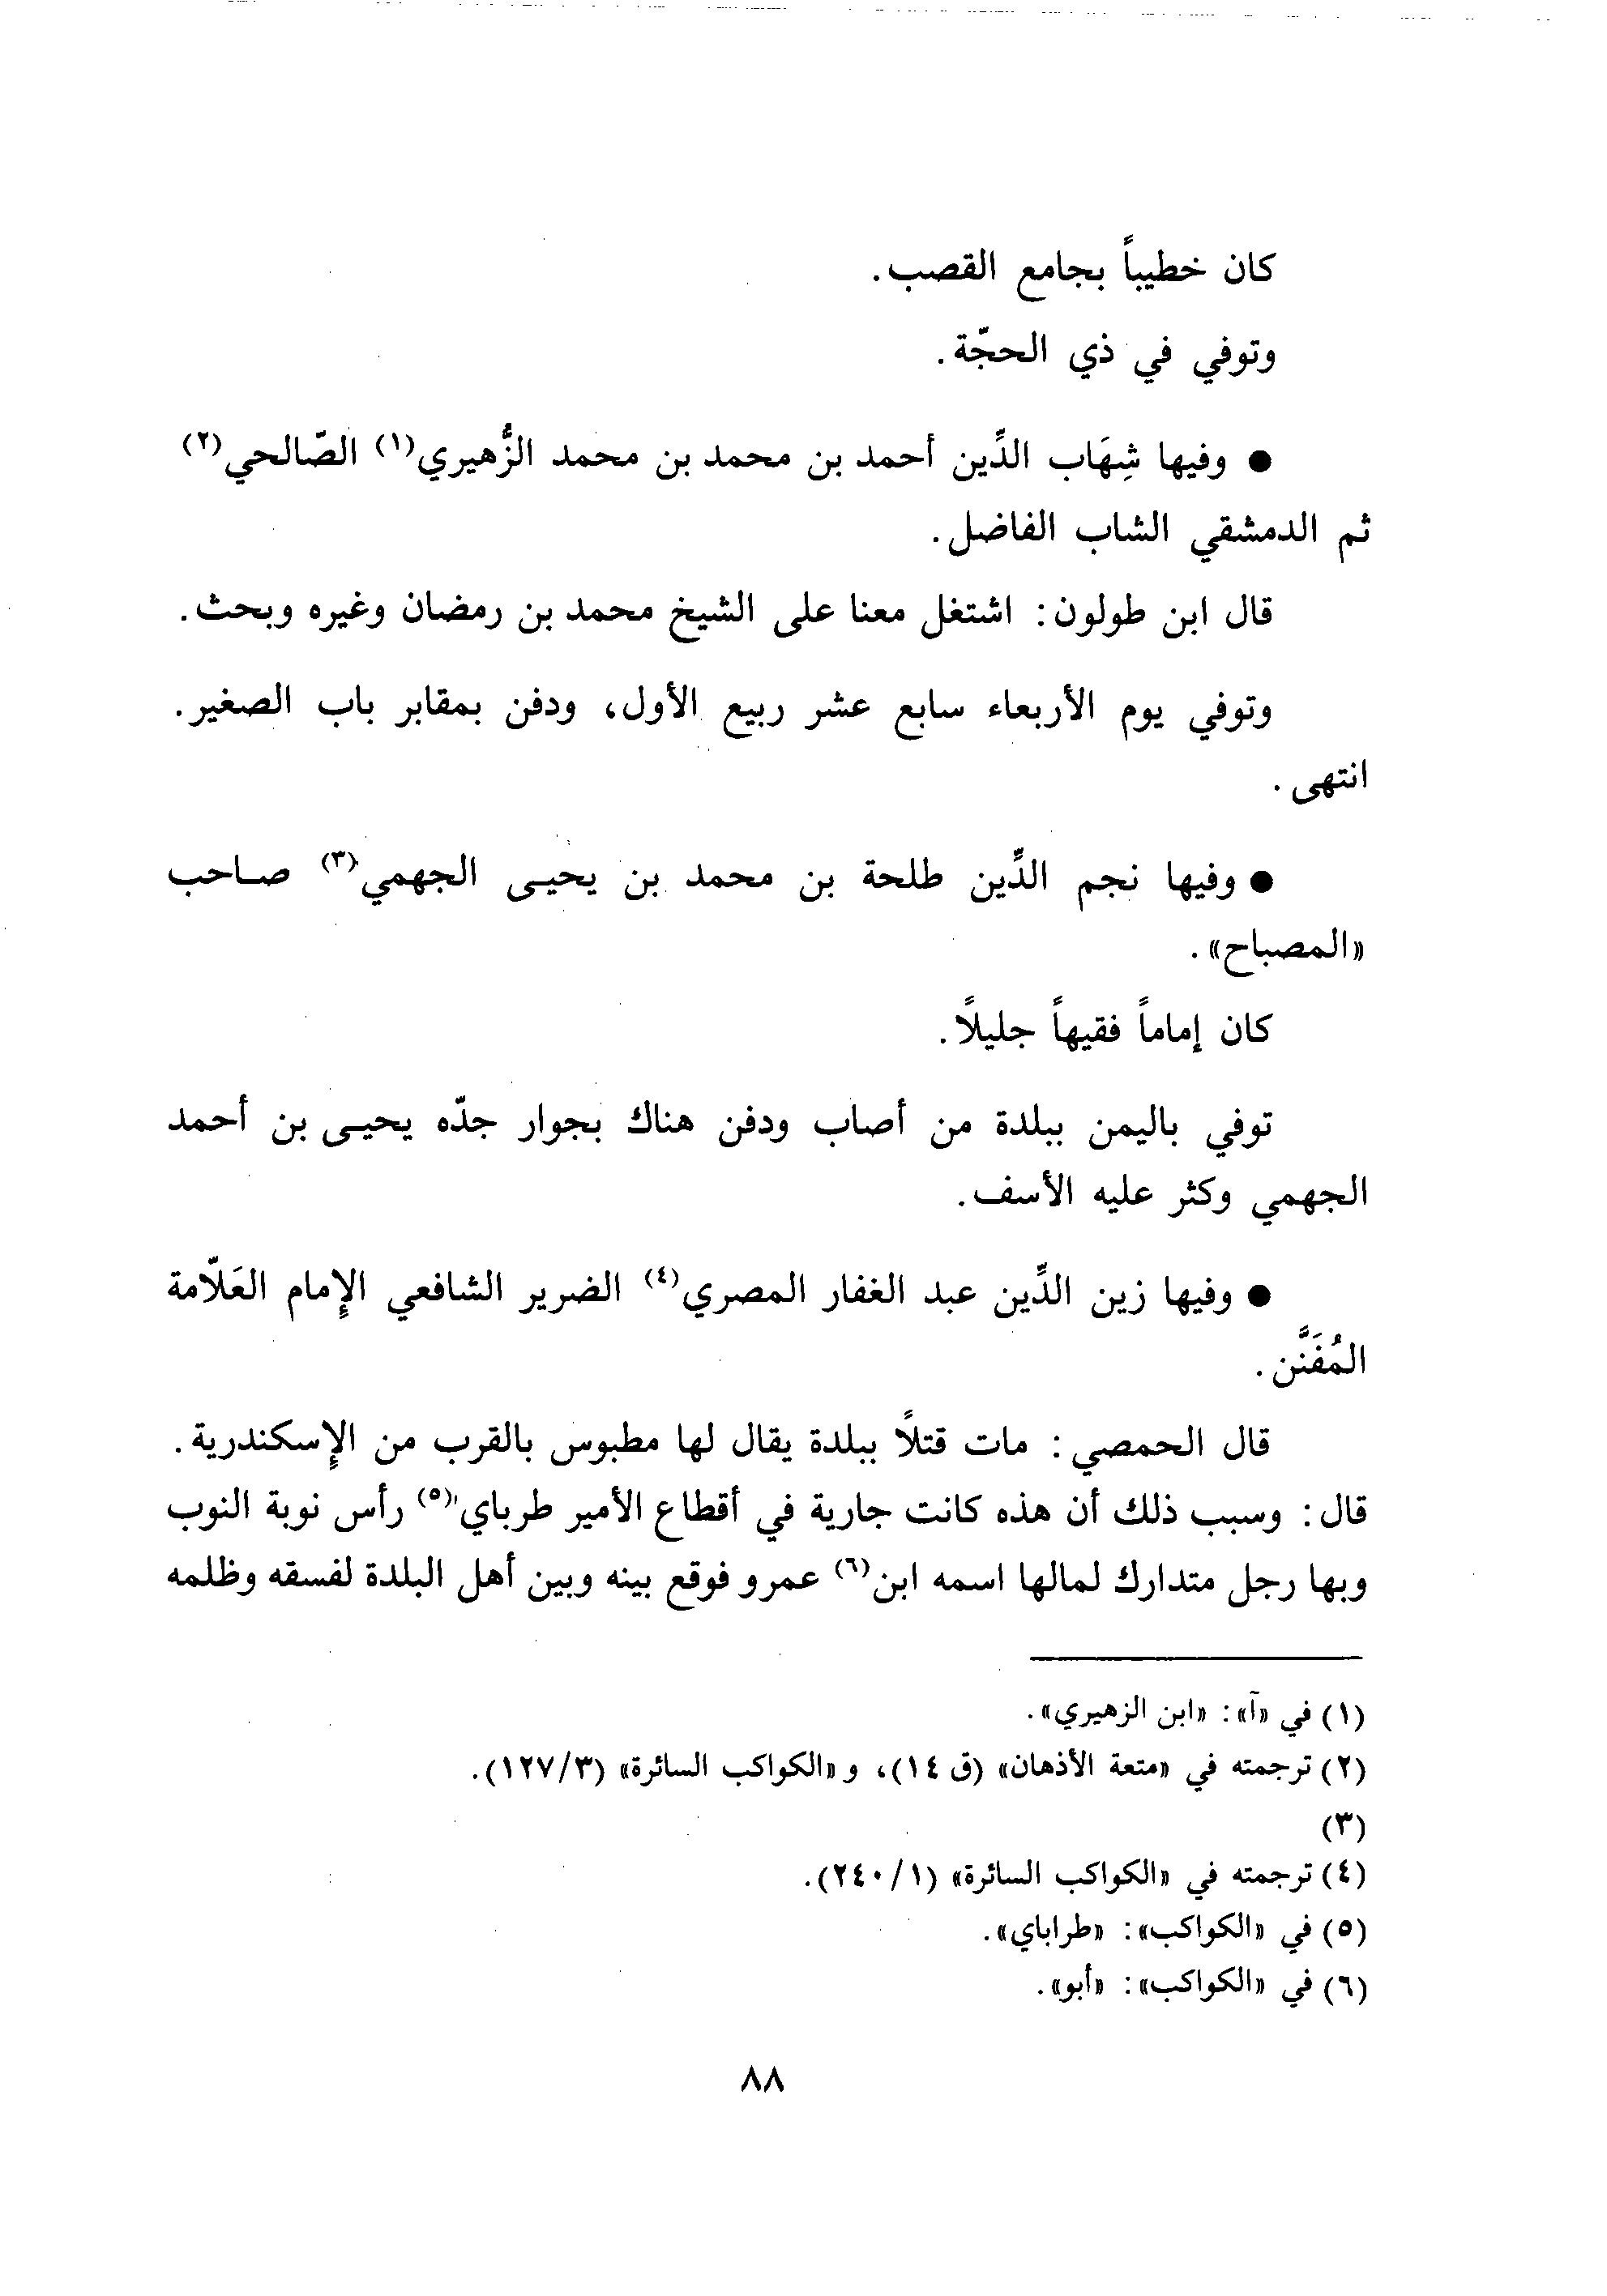 كان خطيباً بجامع القصب.
وتوفي في ذي الحجّة.
● وفيها شِهَاب الدِّين أحمد بن محمد بن محمد الزُّهيري(١) الصّالحي(٢)
ثم الدمشقي الشاب الفاضل.
قال ابن طولون: اشتغل معنا على الشيخ محمد بن رمضان وغيره وبحث.
وتوفي يوم الأربعاء سابع عشر ربيع الأول، ودفن بمقابر باب الصغير.
انتهى.
● وفيها نجم الدِّين طلحة بن محمد بن يحيـى الجهمي(٣) صـاحب
«المصباح».
كان إماماً فقيهاً جليلاً.
توفي باليمن ببلدة من أصاب ودفن هناك بجوار جدّه يحيـى بن أحمد
الجهمي وكثر عليه الأسف.
● وفيها زين الدِّين عبد الغفار المصري(٤) الضرير الشافعي الإِمام العَلّامة
المُفَنَّن.
قال الحمصي: مات قتلاً ببلدة يقال لها مطبوس بالقرب من الإِسكندرية.
قال: وسبب ذلك أن هذه كانت جارية في أقطاع الأمير طرباي(٥) رأس نوبة النوب
وبها رجل متدارك لمالها اسمه ابن(٦) عمرو فوقع بينه وبين أهل البلدة لفسقه وظلمه
(١) في «آ»: «ابن الزهيري».
(٢) ترجمته في «متعة الأذهان» (ق ١٤)، و«الكواكب السائرة» (١٢٧/٣).
(٣)
(٤) ترجمته في «الكواكب السائرة» (٢٤٠/١).
(٥) في «الكواكب»: «طراباي».
(٦) في «الكواكب»: «أبو».
٨٨